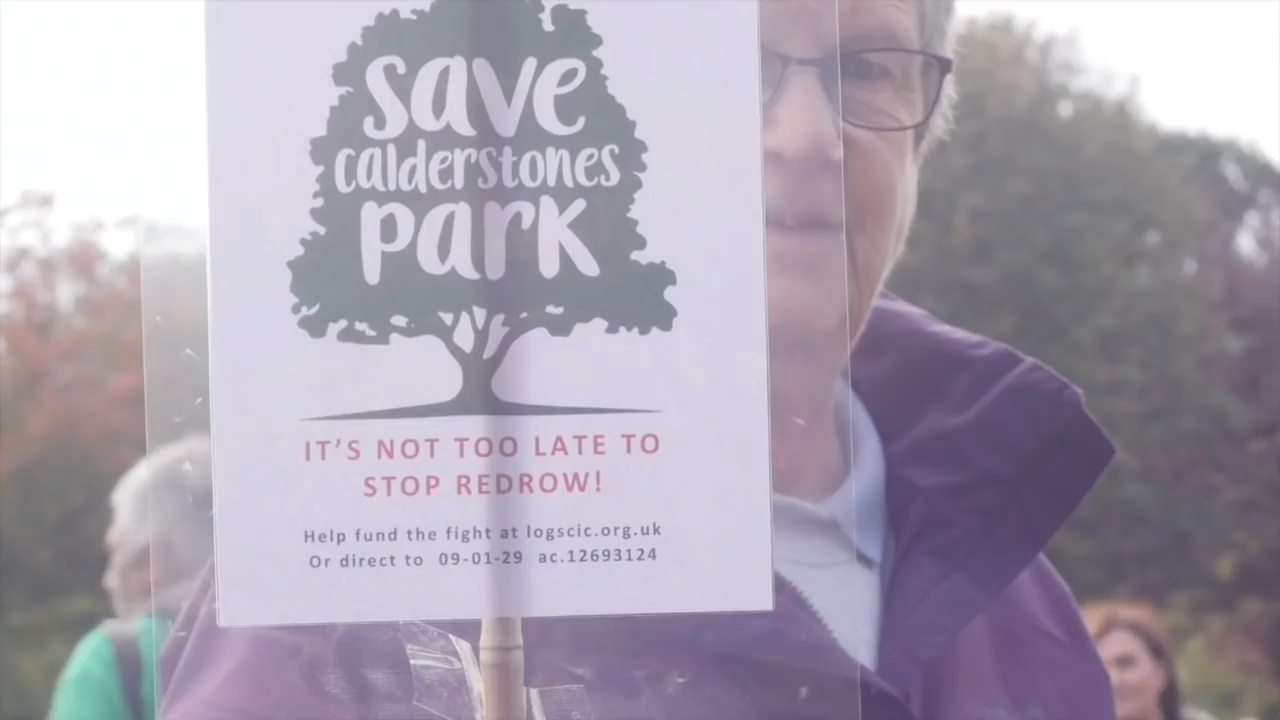 save
calderstones
park
IT'S NOT TOO LATE TO
STOP REDROW!
Help fund the fight at logscic.org.uk
Or direct to 09-01-29 ac.12693124